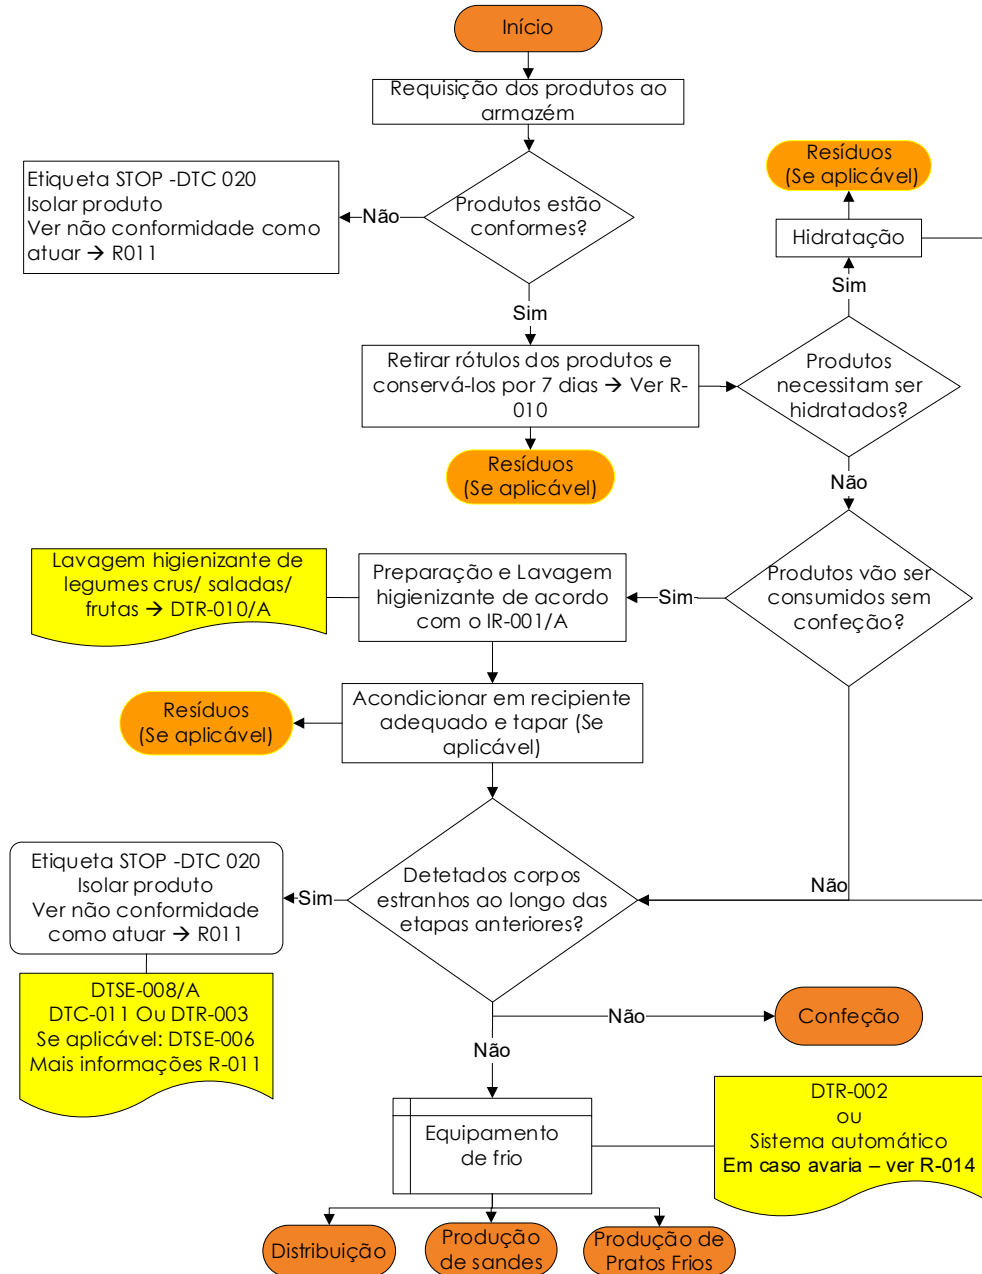 Início
Requisição dos produtos ao
armazém
Resíduos
(Se aplicável)
Etiqueta STOP -DTC 020
Isolar produto
Ver não conformidade como
atuar → R011
Não
Produtos estão
conformes?
Hidratação
Sim
Sim
Retirar rótulos dos produtos e
conservá-los por 7 dias → Ver R-
010
Produtos
necessitam ser
hidratados?
Resíduos
(Se aplicável)
Não
Lavagem higienizante de
legumes crus/ saladas/
frutas → DTR-010/A
Preparação e Lavagem
higienizante de acordo
com o IR-001/A
Sim
Produtos vão ser
consumidos sem
confeção?
Resíduos
(Se aplicável)
Acondicionar em recipiente
adequado e tapar (Se
aplicável)
Etiqueta STOP -DTC 020
Isolar produto
Ver não conformidade
como atuar → R011
Sim
Detetados corpos
estranhos ao longo das
etapas anteriores?
Não
DTSE-008/A
DTC-011 Ou DTR-003
Se aplicável: DTSE-006
Mais informações R-011
Não
Confeção
Não
Equipamento
de frio
DTR-002
ou
Sistema automático
Em caso avaria – ver R-014
Distribuição
Produção
de sandes
Produção de
Pratos Frios